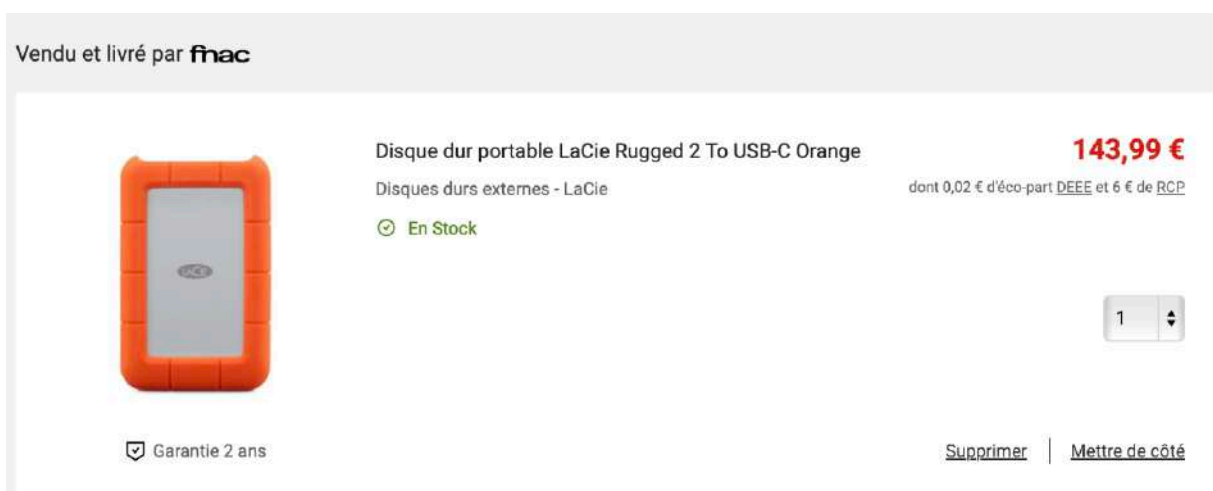 Vendu et livré par fnac
Disque dur portable LaCie Rugged 2 To USB-C Orange
143,99 €
Disques durs externes - LaCie
dont 0,02 € d'éco-part DEEE et 6 € de RCP
En Stock
LACIE
1
Garantie 2 ans
Supprimer | Mettre de côté